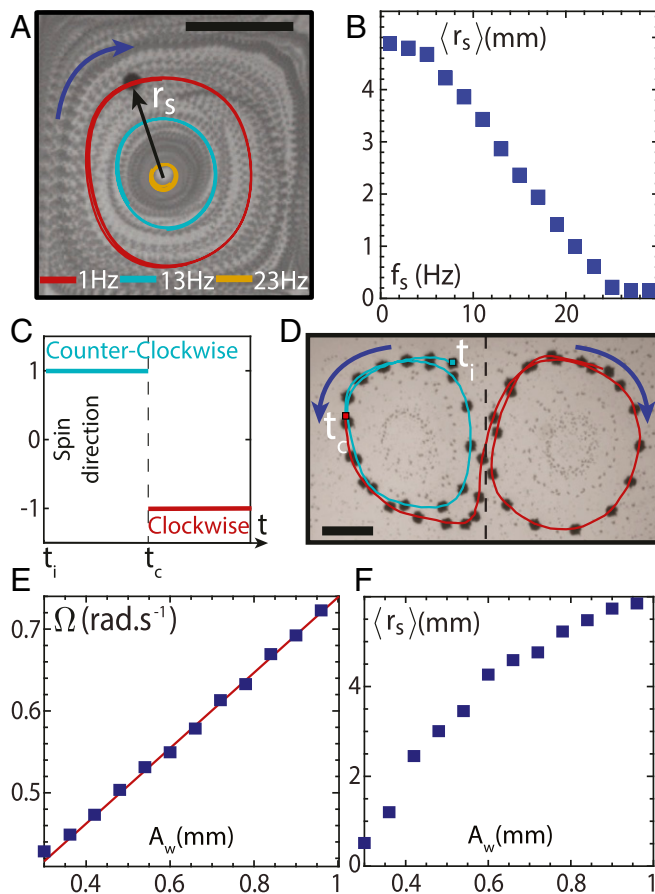 A
r_s
1Hz 13Hz 23Hz
B
⟨r_s⟩(mm)
5
4
3
2
1
0
f_s (Hz)
0 20
C
Counter-Clockwise
1
0
-1
Spin
direction
Clockwise
t
t_i t_c
D
t_i
t_c
E
Ω(rad.s⁻¹)
0.7
0.6
0.5
A_w(mm)
0.4 0.6 0.8 1
F
⟨r_s⟩(mm)
4
2
0
A_w(mm)
0.4 0.6 0.8 1